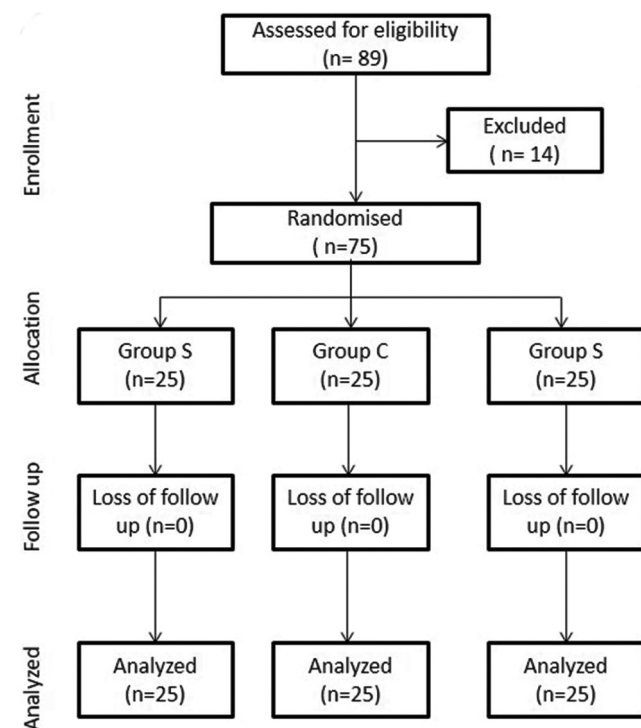 Assessed for eligibility
(n= 89)
Enrollment
Excluded
( n= 14)
Randomised
( n=75)
Allocation
Group S
(n=25)
Group C
(n=25)
Group S
(n=25)
Follow up
Loss of follow
up (n=0)
Loss of follow
up (n=0)
Loss of follow
up (n=0)
Analyzed
Analyzed
(n=25)
Analyzed
(n=25)
Analyzed
(n=25)